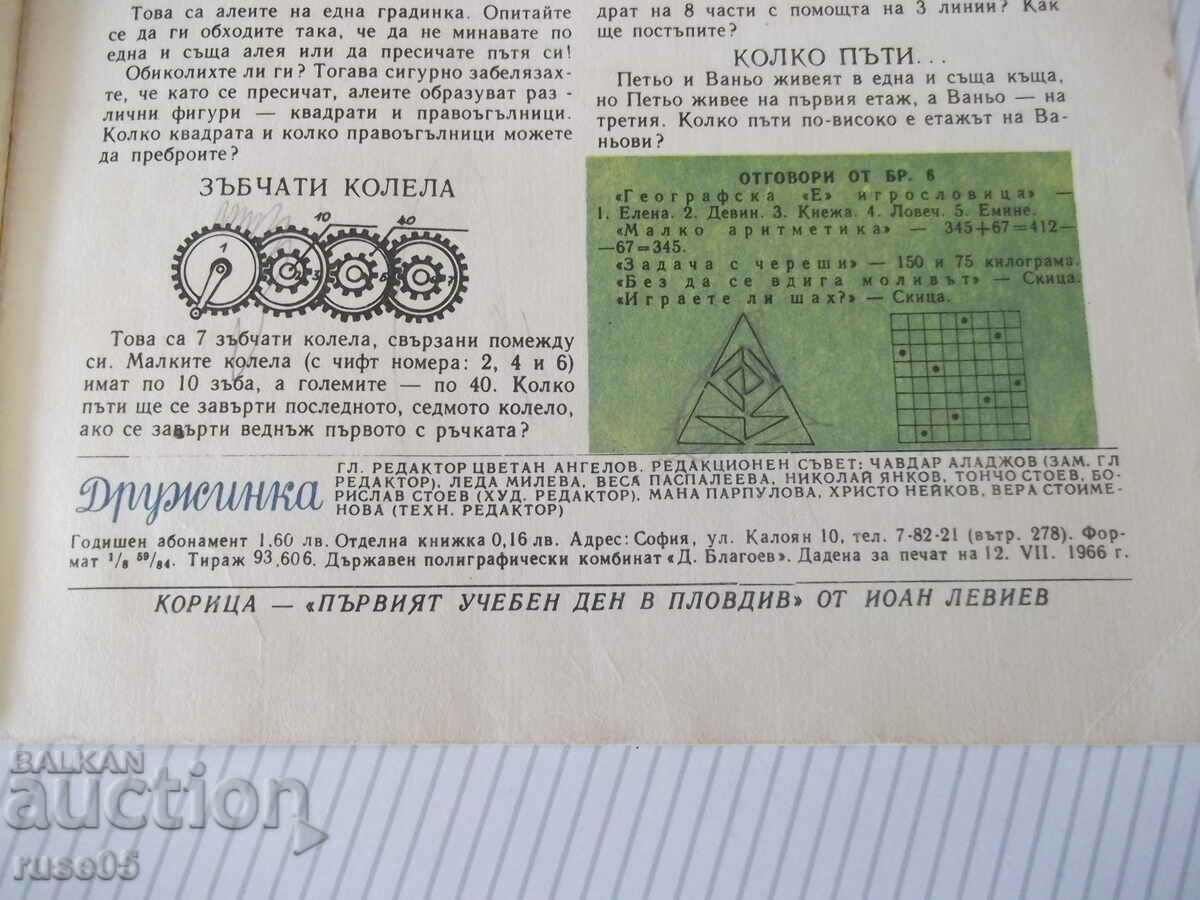 Това са алеите на една градинка. Опитайте
се да ги обходите така, че да не минавате по
една и съща алея или да пресичате пътя си!
Обиколихте ли ги? Тогава сигурно забелязах-
те, че като се пресичат, алеите образуват раз -
лични фигури — квадрати и правоъгълници.
Колко квадрата и колко правоъгълници можете
да преброите?
ЗЪБЧАТИ КОЛЕЛА
1
10
2
3
40
7
Това са 7 зъбчати колела, свързани помежду
си. Малките колела (с чифт номера: 2, 4 и 6)
имат по 10 зъба, а големите — по 40. Колко
пъти ще се завърти последното, седмото колело,
ако се завърти веднъж първото с ръчката?
драт на 8 части с помощта на 3 линии? Как
ще постъпите?
КОЛКО ПЪТИ...
Петьо и Ваньо живеят в една и съща къща,
но Петьо живее на първия етаж, а Ваньо — на
третия. Колко пъти по-високо е етажът на Ва-
ньови?
ОТГОВОРИ ОТ БР. 6
«Географска «Е» игрословица» —
1. Елена. 2. Девин. 3. Кнежа. 4. Ловеч. 5. Емине.
«Малко аритметика» — 345+67=412—
—67=345.
«Задача с череши» — 150 и 75 килограма.
«Без да се вдига моливът» — Скица.
«Играете ли шах?» — Скица.
Дружинка
ГЛ. РЕДАКТОР ЦВЕТАН АНГЕЛОВ. РЕДАКЦИОНЕН СЪВЕТ: ЧАВДАР АЛАДЖОВ (ЗАМ. ГЛ
РЕДАКТОР), ЛЕДА МИЛЕВА, ВЕСА ПАСПАЛЕЕВА, НИКОЛАЙ ЯНКОВ, ТОНЧО СТОЕВ, БО-
РИСЛАВ СТОЕВ (ХУД. РЕДАКТОР), МАНА ПАРПУЛОВА, ХРИСТО НЕЙКОВ, ВЕРА СТОИМЕ-
НОВА (ТЕХН. РЕДАКТОР)
Годишен абонамент 1,60 лв. Отделна книжка 0,16 лв. Адрес: София, ул. Калоян 10, тел. 7-82-21 (вътр. 278). Фор-
мат 1/8 59/84. Тираж 93,606. Държавен полиграфически комбинат «Д. Благоев». Дадена за печат на 12. VII. 1966 г.
КОРИЦА — «ПЪРВИЯТ УЧЕБЕН ДЕН В ПЛОВДИВ» ОТ ИОАН ЛЕВИЕВ
BALKAN
auction
ruse05